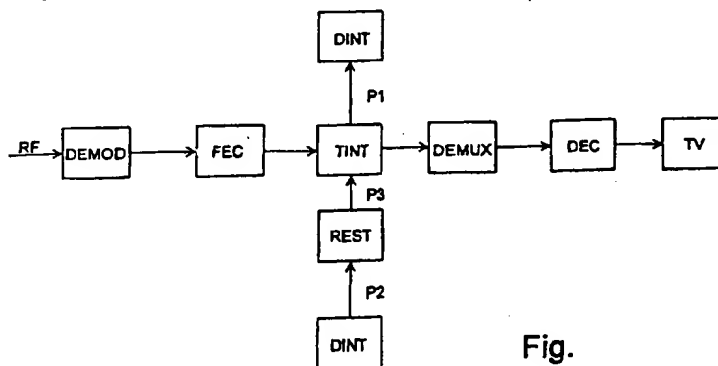 DINT
P1
RF
DEMOD
FEC
TINT
DEMUX
DEC
TV
P3
REST
P2
DINT
Fig.